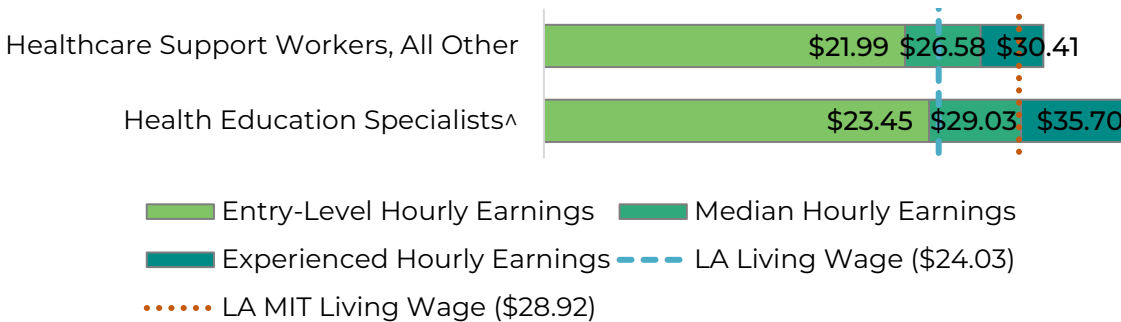 Healthcare Support Workers, All Other $21.99 $26.58 $30.41
Health Education Specialists^ $23.45 $29.03 $35.70
Entry-Level Hourly Earnings Median Hourly Earnings
Experienced Hourly Earnings LA Living Wage ($24.03)
LA MIT Living Wage ($28.92)